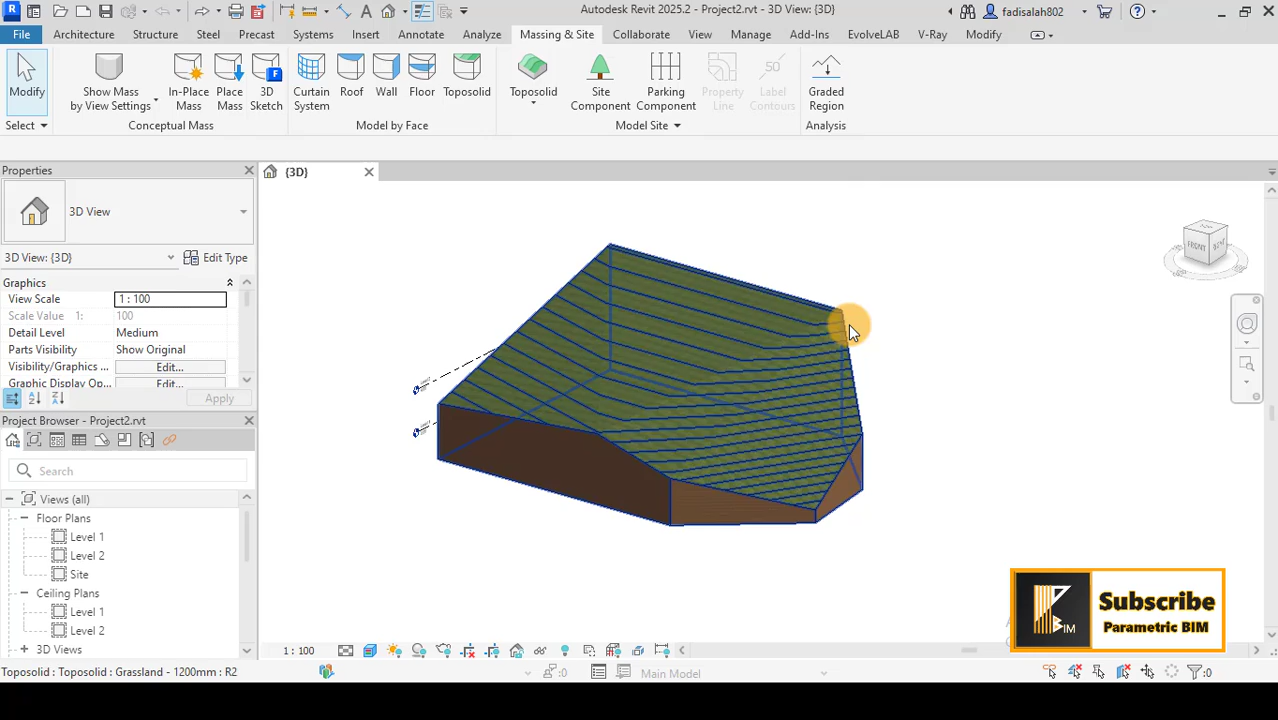 Autodesk Revit 2025.2 - Project2.rvt - 3D View: {3D}
fadisalah802
File Architecture Structure Steel Precast Systems Insert Annotate Analyze Massing & Site Collaborate View Manage Add-Ins EvolveLAB V-Ray Modify
Modify
Show Mass
by View Settings
In-Place
Mass
Place
Mass
3D
Sketch
Curtain
System
Roof
Wall
Floor
Toposolid
Toposolid
Site
Component
Parking
Component
Property
Line
Label
Contours
Graded
Region
Select
Conceptual Mass
Model by Face
Model Site
Analysis
Properties
3D View
3D View: {3D}
Edit Type
Graphics
View Scale 1 : 100
Scale Value 1: 100
Detail Level Medium
Parts Visibility Show Original
Visibility/Graphics Edit...
Graphic Display Op... Edit...
Apply
Project Browser - Project2.rvt
Search
Views (all)
Floor Plans
Level 1
Level 2
Site
Ceiling Plans
Level 1
Level 2
3D Views
{3D}
FRONT
BIM
Subscribe
Parametric BIM
1 : 100
Toposolid : Toposolid : Grassland - 1200mm : R2
:0
Main Model
:0